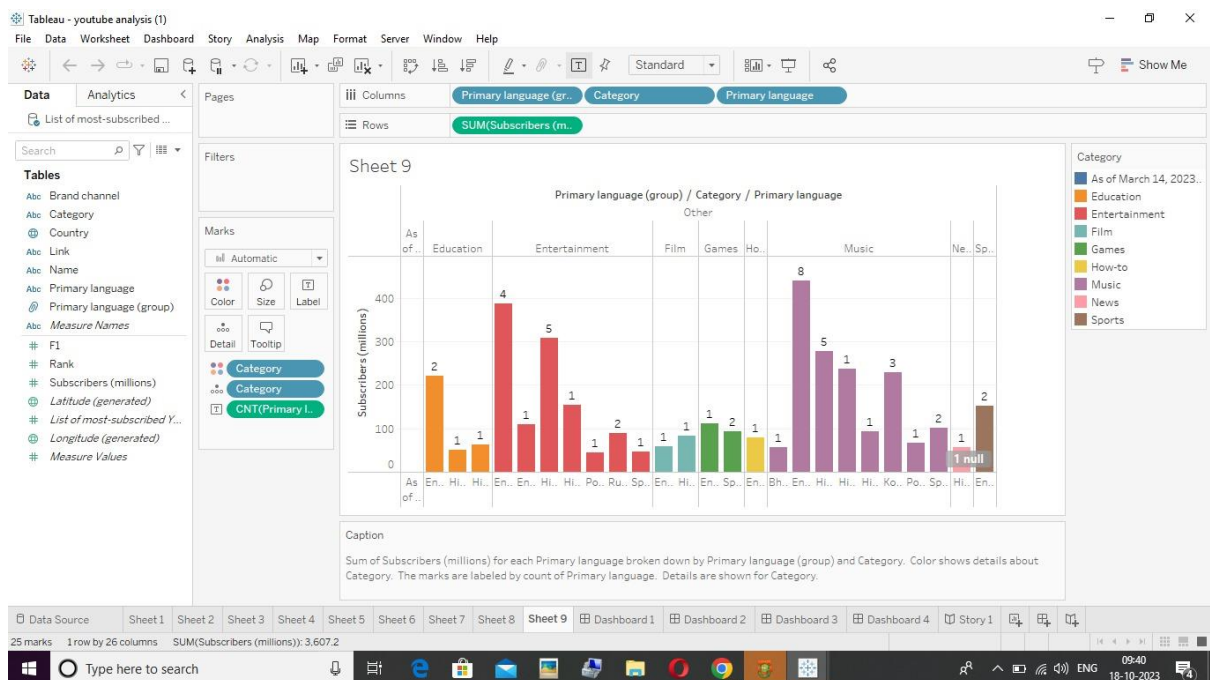 Tableau - youtube analysis (1)
File Data Worksheet Dashboard Story Analysis Map Format Server Window Help
Standard
Show Me
Data Analytics
List of most-subscribed ...
Search
Tables
Abc Brand channel
Abc Category
Country
Abc Link
Abc Name
Abc Primary language
Primary language (group)
Abc Measure Names
# F1
# Rank
# Subscribers (millions)
Latitude (generated)
# List of most-subscribed Y...
Longitude (generated)
# Measure Values
Pages
Filters
Marks
Automatic
Color Size Label
Detail Tooltip
Category
Category
CNT(Primary l..
iii Columns Primary language (gr.. Category Primary language
Rows SUM(Subscribers (m..
Sheet 9
Primary language (group) / Category / Primary language
Other
As of .. Education Entertainment Film Games Ho.. Music Ne.. Sp..
Subscribers (millions)
400
300
200
100
0
2 1 1 4 1 5 1 1 2 1 1 1 1 2 1 1 8 5 1 1 3 1 2 1 2
1 null
As of .. En.. Hi.. Hi.. En.. En.. Hi.. Hi.. Po.. Ru.. Sp.. En.. Hi.. En.. Sp.. En.. Bh.. En.. Hi.. Hi.. Hi.. Ko.. Po.. Sp.. Hi.. En..
Category
As of March 14, 2023..
Education
Entertainment
Film
Games
How-to
Music
News
Sports
Caption
Sum of Subscribers (millions) for each Primary language broken down by Primary language (group) and Category. Color shows details about
Category. The marks are labeled by count of Primary language. Details are shown for Category.
Data Source Sheet 1 Sheet 2 Sheet 3 Sheet 4 Sheet 5 Sheet 6 Sheet 7 Sheet 8 Sheet 9 Dashboard 1 Dashboard 2 Dashboard 3 Dashboard 4 Story 1
25 marks 1 row by 26 columns SUM(Subscribers (millions)): 3,607.2
Type here to search
ENG
09:40
18-10-2023
4